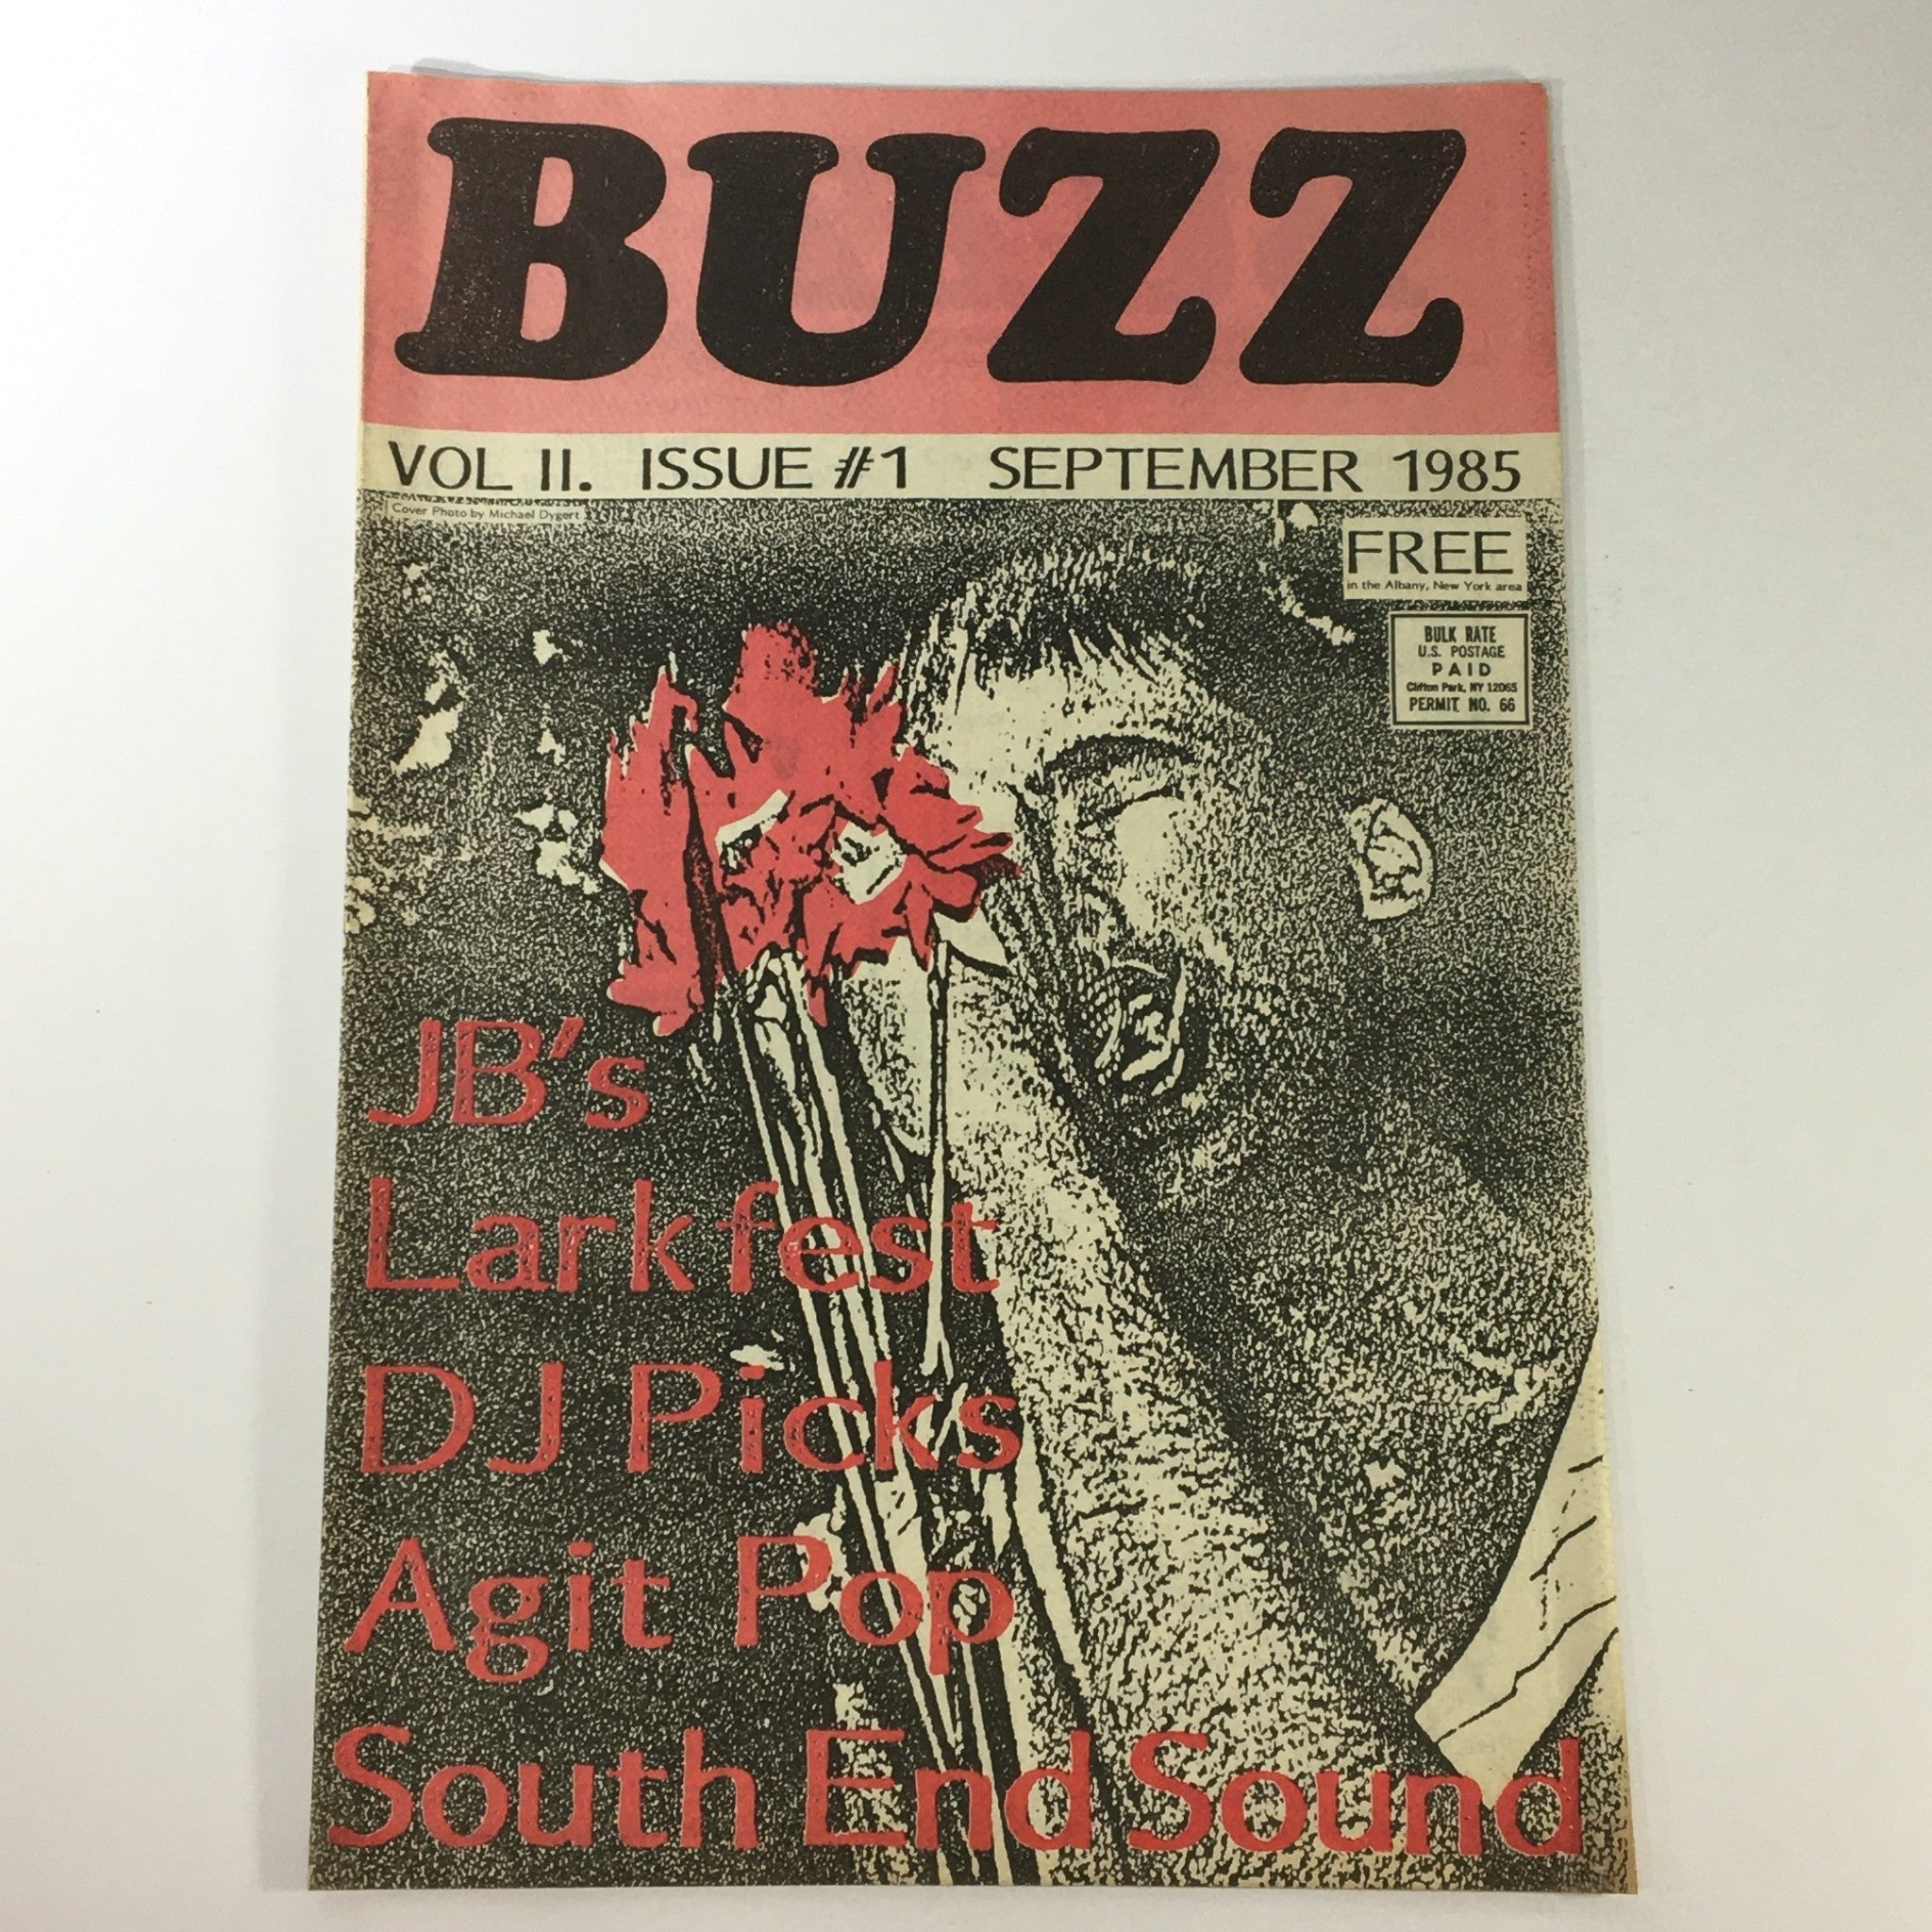 BUZZ
VOL II. ISSUE #1 SEPTEMBER 1985
Cover Photo by Michael Dygert
FREE
in the Albany, New York area
BULK RATE
U.S. POSTAGE
PAID
Clifton Park, NY 12065
PERMIT NO. 66
JB's
Larkfest
DJ Picks
Agit Pop
South End Sound